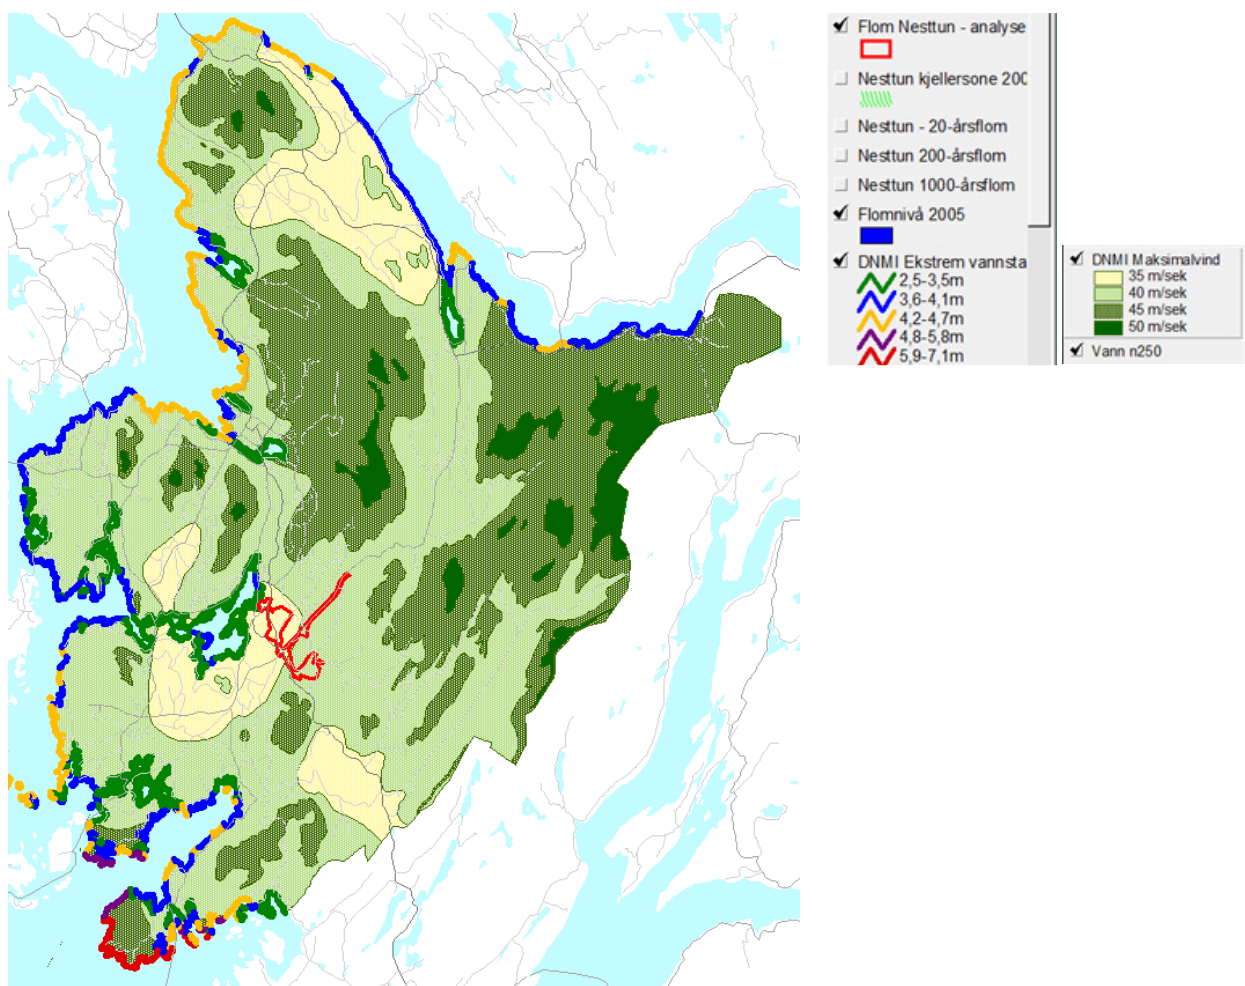 Flom Nesttun - analyse
Nesttun kjellersone 200
Nesttun - 20-årsflom
Nesttun 200-årsflom
Nesttun 1000-årsflom
Flomnivå 2005
DNMI Ekstrem vannsta
2,5-3,5m
3,6-4,1m
4,2-4,7m
4,8-5,8m
5,9-7,1m
DNMI Maksimalvind
35 m/sek
40 m/sek
45 m/sek
50 m/sek
Vann n250